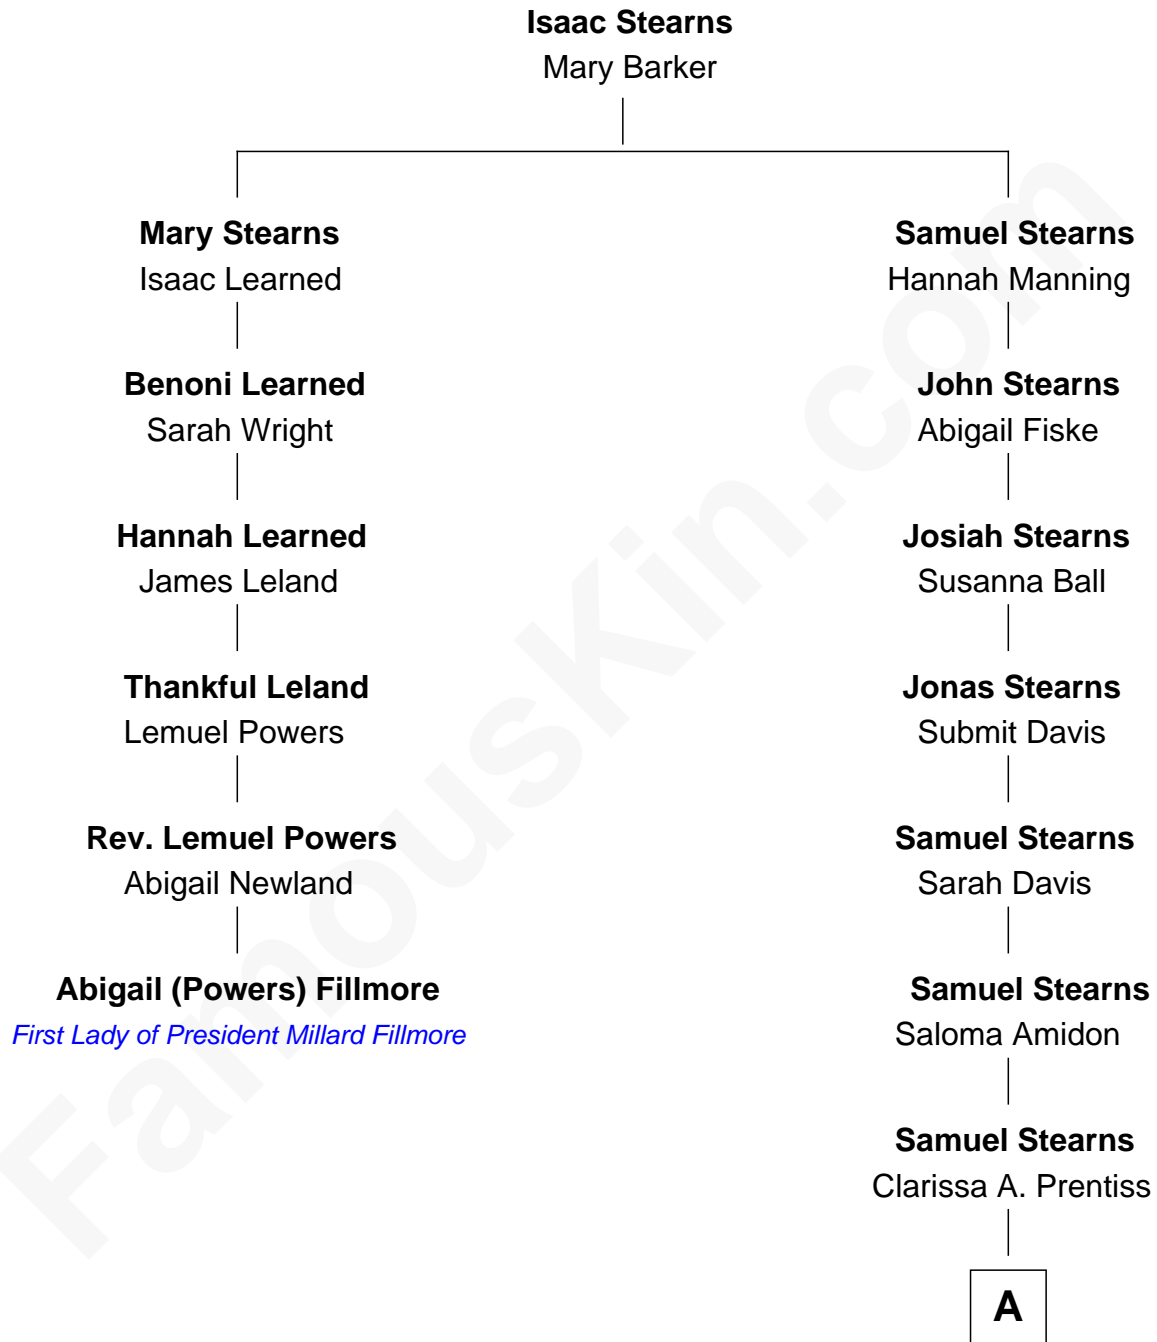 Isaac Stearns
Mary Barker
Mary Stearns
Isaac Learned
Samuel Stearns
Hannah Manning
Benoni Learned
Sarah Wright
John Stearns
Abigail Fiske
Hannah Learned
James Leland
Josiah Stearns
Susanna Ball
Thankful Leland
Lemuel Powers
Jonas Stearns
Submit Davis
Rev. Lemuel Powers
Abigail Newland
Samuel Stearns
Sarah Davis
Abigail (Powers) Fillmore
First Lady of President Millard Fillmore
Samuel Stearns
Saloma Amidon
Samuel Stearns
Clarissa A. Prentiss
A
FamousKin.com